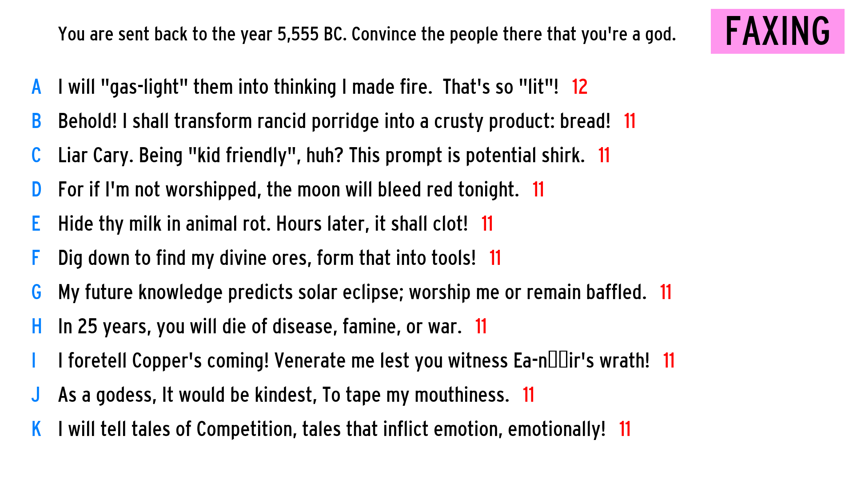 You are sent back to the year 5,555 BC. Convince the people there that you're a god.
FAXING
A I will "gas-light" them into thinking I made fire. That's so "lit"! 12
B Behold! I shall transform rancid porridge into a crusty product: bread! 11
C Liar Cary. Being "kid friendly", huh? This prompt is potential shirk. 11
D For if I'm not worshipped, the moon will bleed red tonight. 11
E Hide thy milk in animal rot. Hours later, it shall clot! 11
F Dig down to find my divine ores, form that into tools! 11
G My future knowledge predicts solar eclipse; worship me or remain baffled. 11
H In 25 years, you will die of disease, famine, or war. 11
I I foretell Copper's coming! Venerate me lest you witness Ea-n▯▯ir's wrath! 11
J As a godess, It would be kindest, To tape my mouthiness. 11
K I will tell tales of Competition, tales that inflict emotion, emotionally! 11